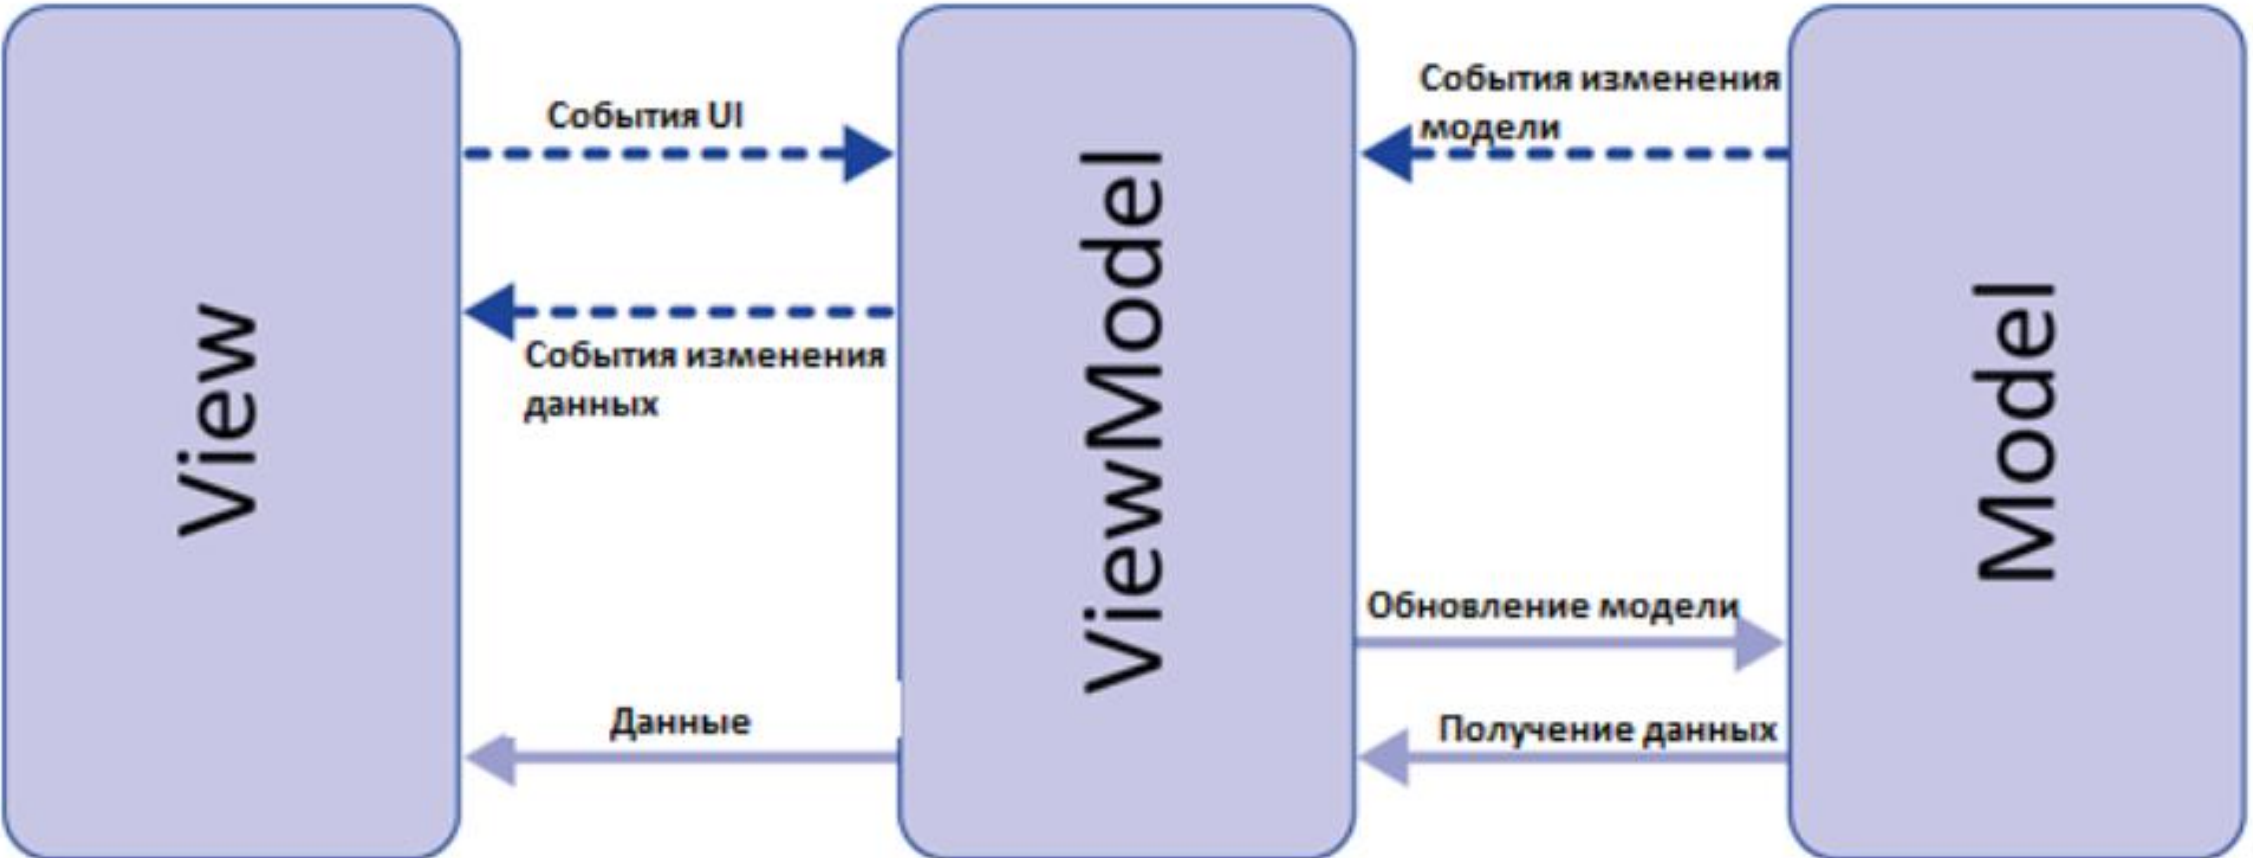 View
События UI
События изменения
данных
Данные
ViewModel
События изменения
модели
Обновление модели
Получение данных
Model